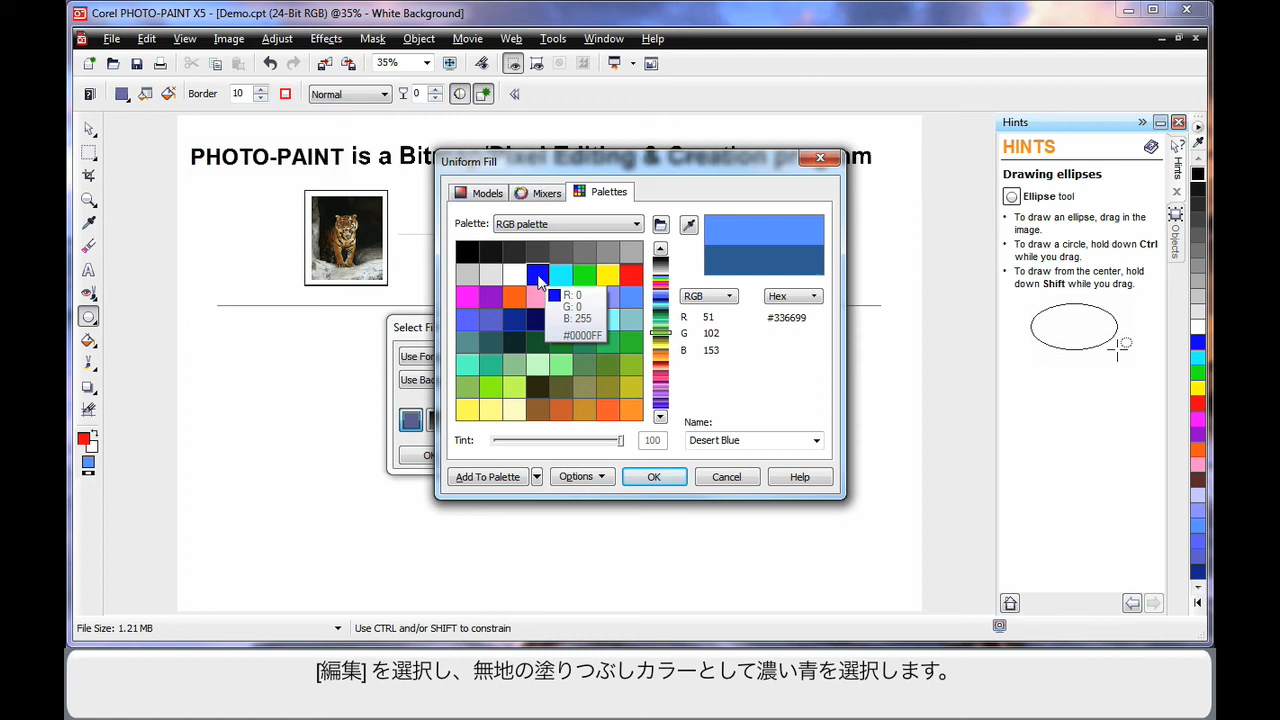 Corel PHOTO-PAINT X5 - [Demo.cpt (24-Bit RGB) @35% - White Background]
File Edit View Image Adjust Effects Mask Object Movie Web Tools Window Help
35%
Border 10 Normal 0
PHOTO-PAINT is a Bit
Pixel Editing & Creation pro
m
Uniform Fill
Models Mixers Palettes
Palette: RGB palette
R: 0
G: 0
B: 255
#0000FF
RGB Hex
R 51 #336699
G 102
B 153
Name:
Desert Blue
Tint: 100
Add To Palette Options OK Cancel Help
Select Fi
Use For
Use Bac
OK
Hints
HINTS
Drawing ellipses
Ellipse tool
• To draw an ellipse, drag in the
image.
• To draw a circle, hold down Ctrl
while you drag.
• To draw from the center, hold
down Shift while you drag.
Hints
Objects
File Size: 1.21 MB Use CTRL and/or SHIFT to constrain
[編集] を選択し、無地の塗りつぶしカラーとして濃い青を選択します。